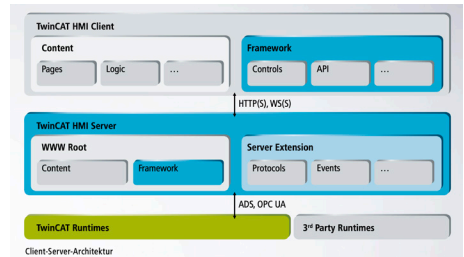 TwinCAT HMI Client
Content
Pages
Logic
...
Framework
Controls
API
...
HTTP(S), WS(S)
TwinCAT HMI Server
WWW Root
Content
Framework
Server Extension
Protocols
Events
...
ADS, OPC UA
TwinCAT Runtimes
3rd Party Runtimes
Client-Server-Architektur